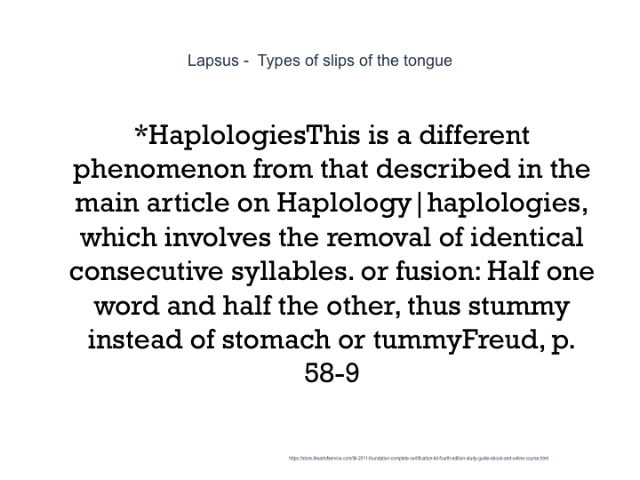 Lapsus -  Types of slips of the tongue
*HaplologiesThis is a different
phenomenon from that described in the
main article on Haplology|haplologies,
which involves the removal of identical
consecutive syllables. or fusion: Half one
word and half the other, thus stummy
instead of stomach or tummyFreud, p.
58-9